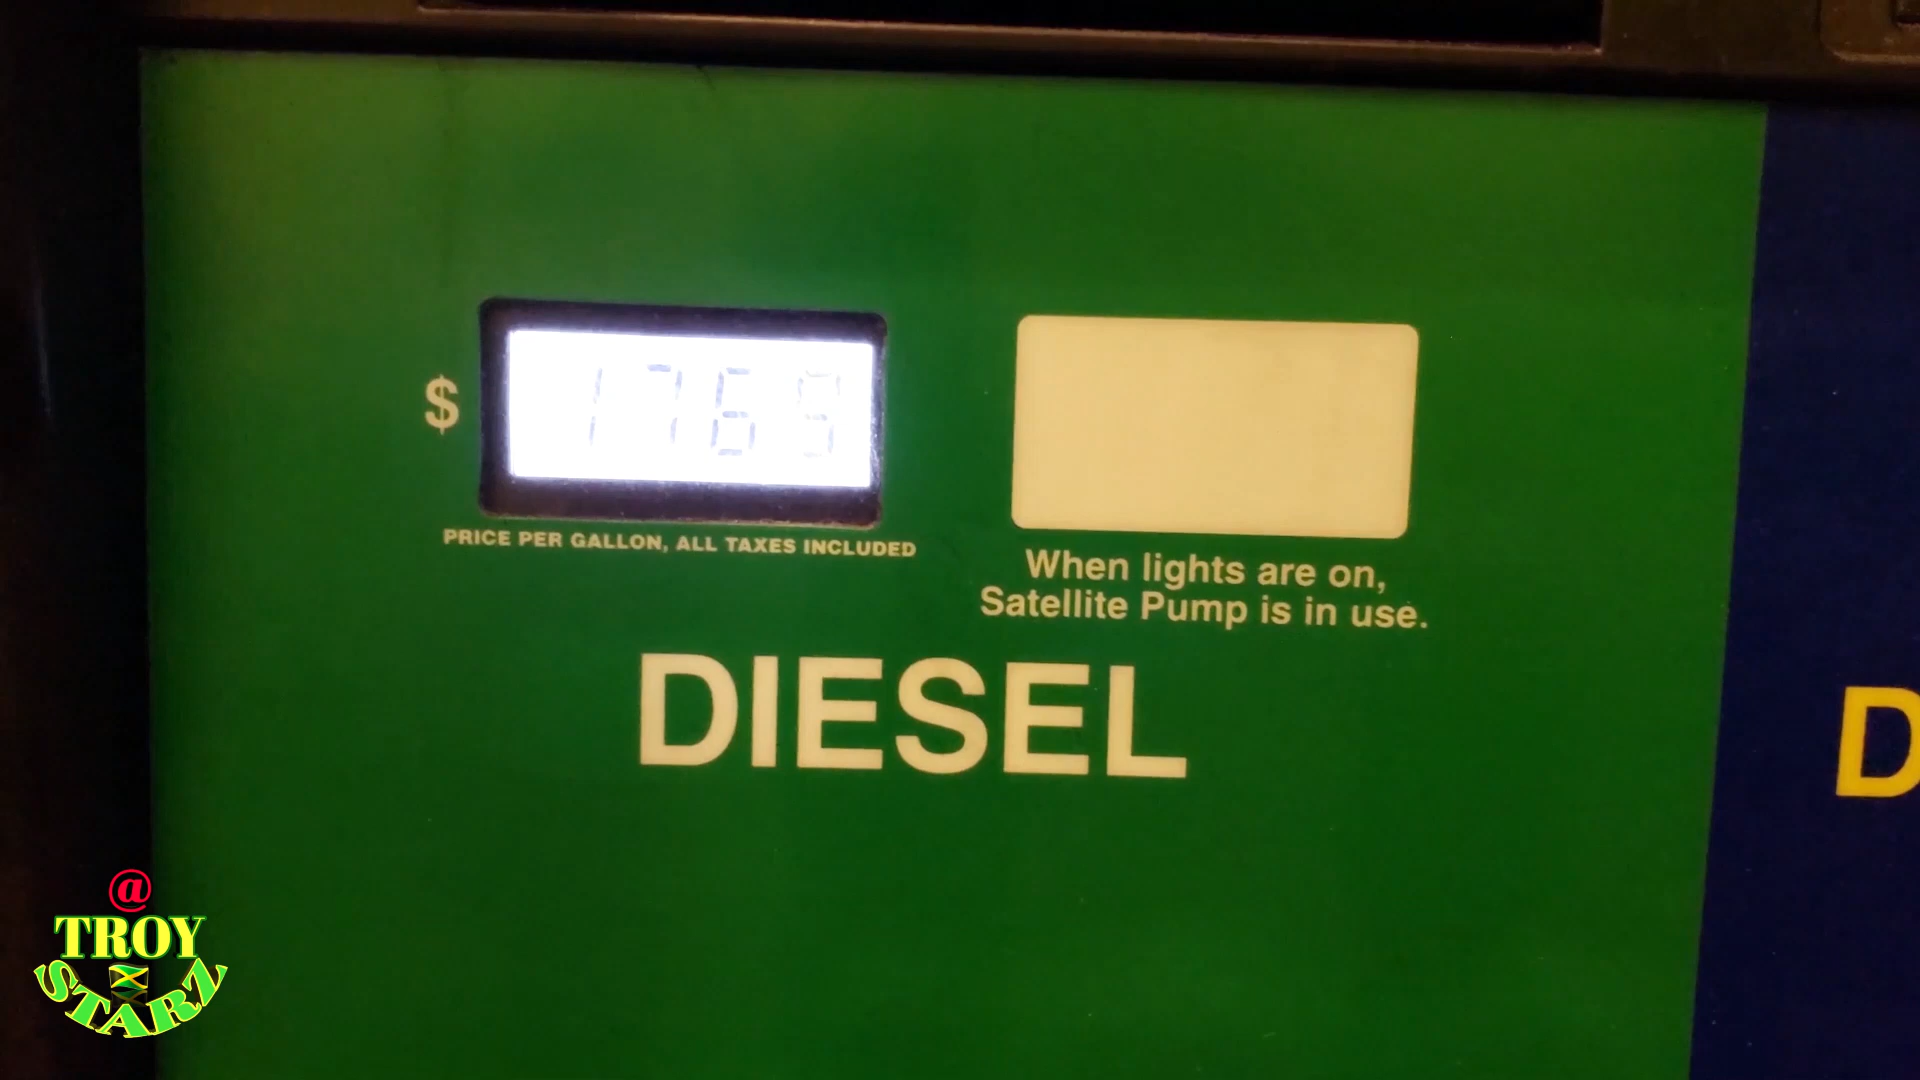 $ 1769
PRICE PER GALLON, ALL TAXES INCLUDED
When lights are on,
Satellite Pump is in use.
DIESEL
D
@
TROY
STARZ